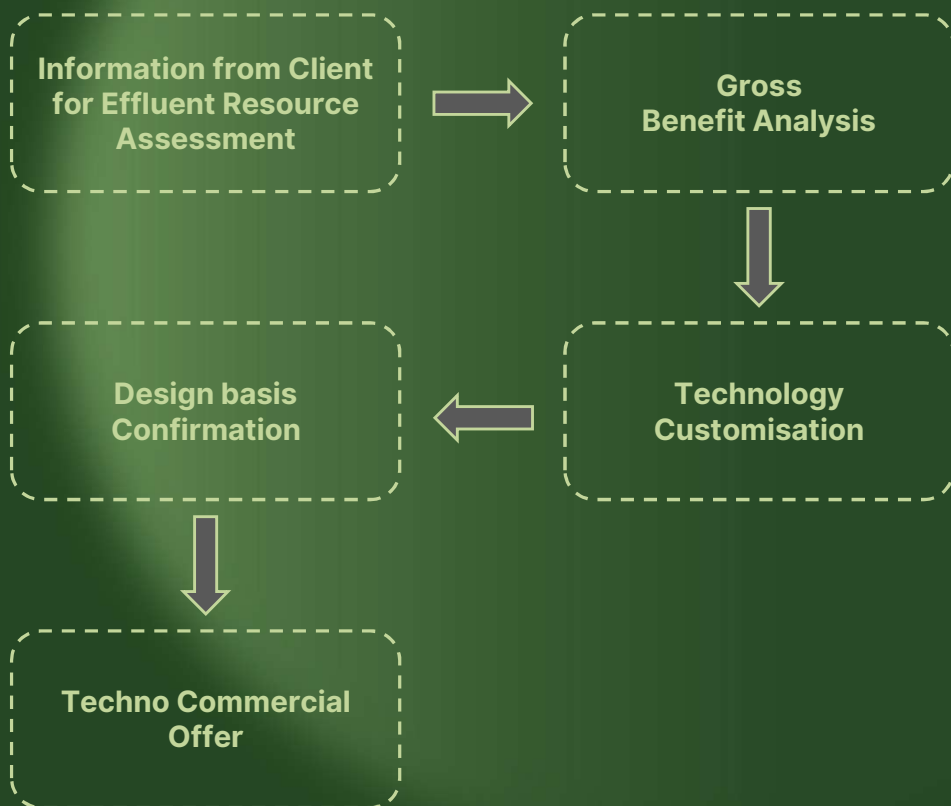 Information from Client
for Effluent Resource
Assessment
Gross
Benefit Analysis
Technology
Customisation
Design basis
Confirmation
Techno Commercial
Offer